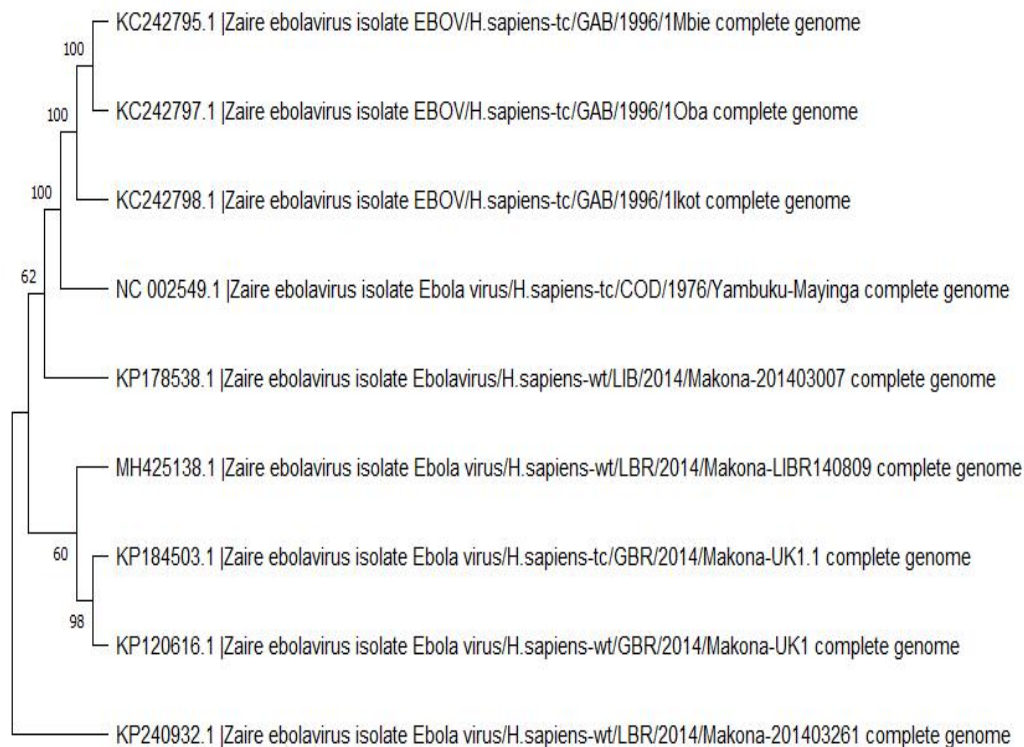 KC242795.1 |Zaire ebolavirus isolate EBOV/H.sapiens-tc/GAB/1996/1Mbie complete genome
100
KC242797.1 |Zaire ebolavirus isolate EBOV/H.sapiens-tc/GAB/1996/1Oba complete genome
100
KC242798.1 |Zaire ebolavirus isolate EBOV/H.sapiens-tc/GAB/1996/1Ikot complete genome
100
62
NC 002549.1 |Zaire ebolavirus isolate Ebola virus/H.sapiens-tc/COD/1976/Yambuku-Mayinga complete genome
KP178538.1 |Zaire ebolavirus isolate Ebolavirus/H.sapiens-wt/LIB/2014/Makona-201403007 complete genome
MH425138.1 |Zaire ebolavirus isolate Ebola virus/H.sapiens-wt/LBR/2014/Makona-LIBR140809 complete genome
60
KP184503.1 |Zaire ebolavirus isolate Ebola virus/H.sapiens-tc/GBR/2014/Makona-UK1.1 complete genome
98
KP120616.1 |Zaire ebolavirus isolate Ebola virus/H.sapiens-wt/GBR/2014/Makona-UK1 complete genome
KP240932.1 |Zaire ebolavirus isolate Ebola virus/H.sapiens-wt/LBR/2014/Makona-201403261 complete genome